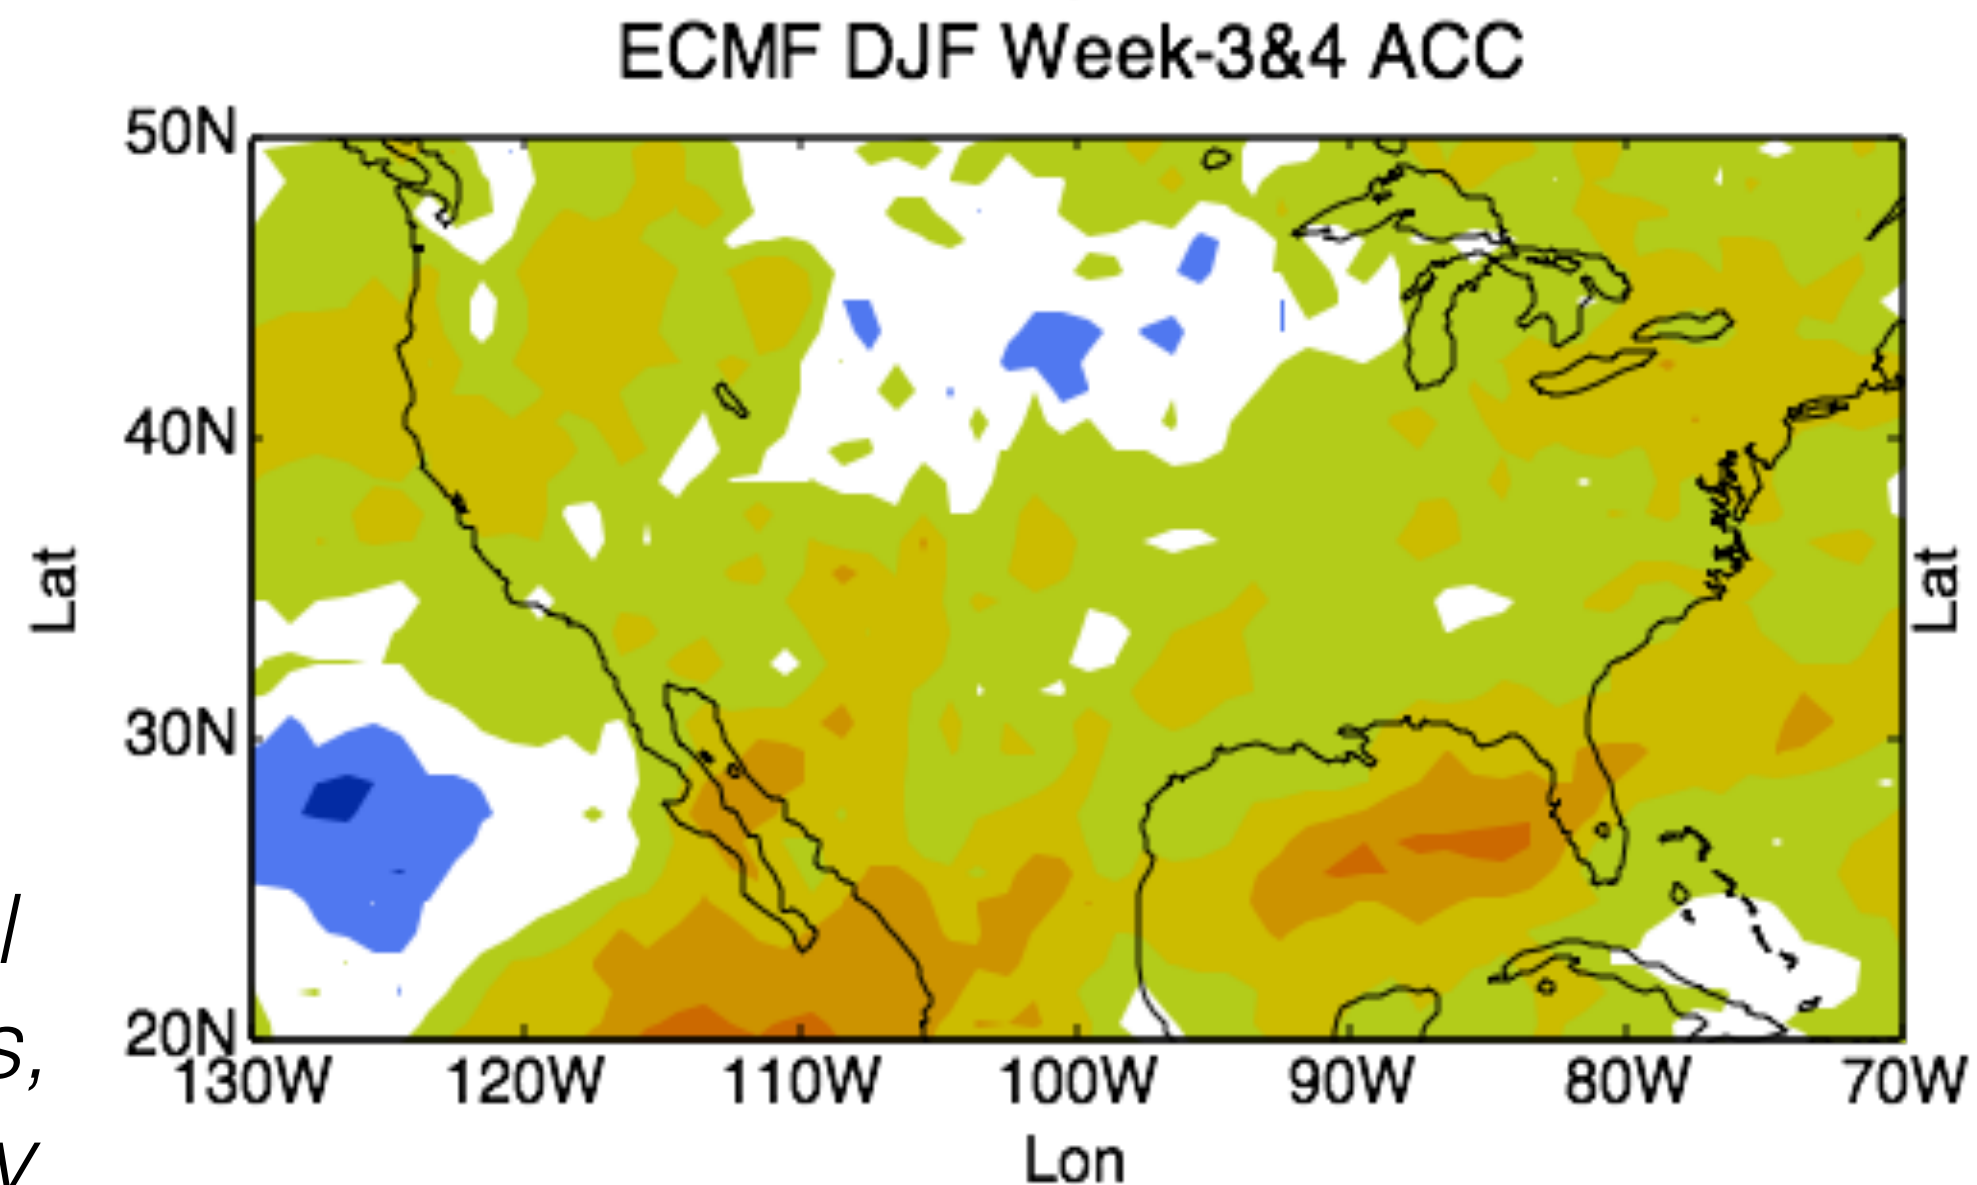 ECMF DJF Week-3&4 ACC
50N
40N
30N
20N
Lat
Lat
l
s,
130W 120W 110W 100W 90W 80W 70W
Lon